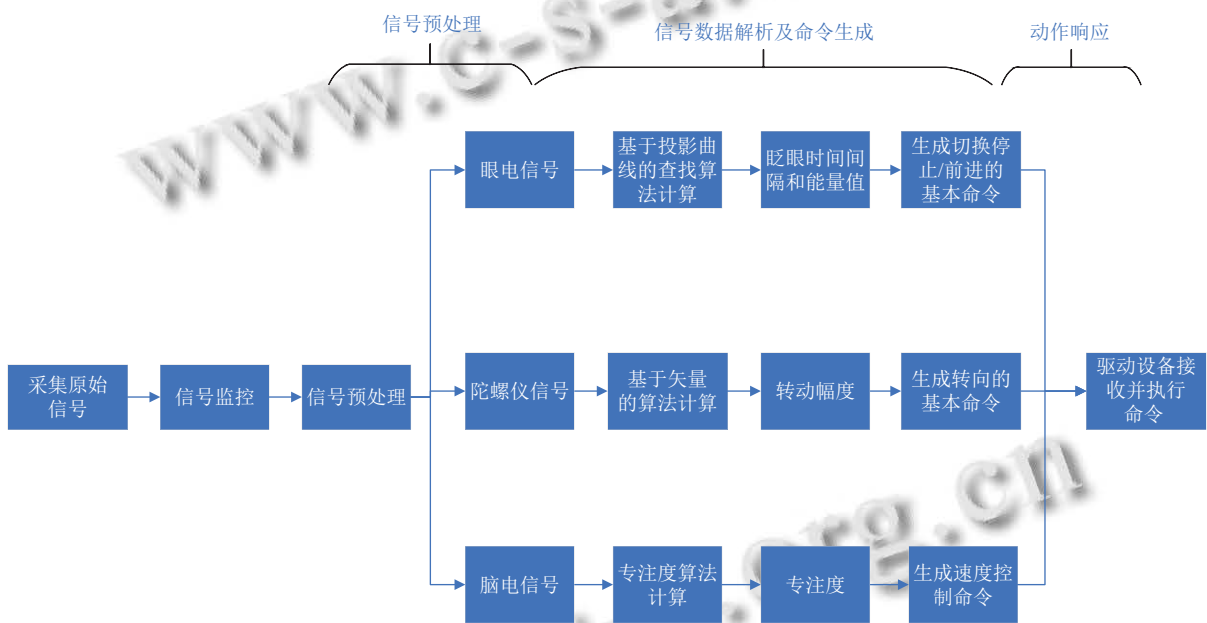 信号预处理
信号数据解析及命令生成
动作响应
眼电信号
基于投影曲
线的查找算
法计算
眨眼时间间
隔和能量值
生成切换停
止/前进的
基本命令
采集原始
信号
信号监控
信号预处理
陀螺仪信号
基于矢量
的算法计算
转动幅度
生成转向的
基本命令
驱动设备接
收并执行
命令
脑电信号
专注度算法
计算
专注度
生成速度控
制命令
www.c-s-a
.org.cn